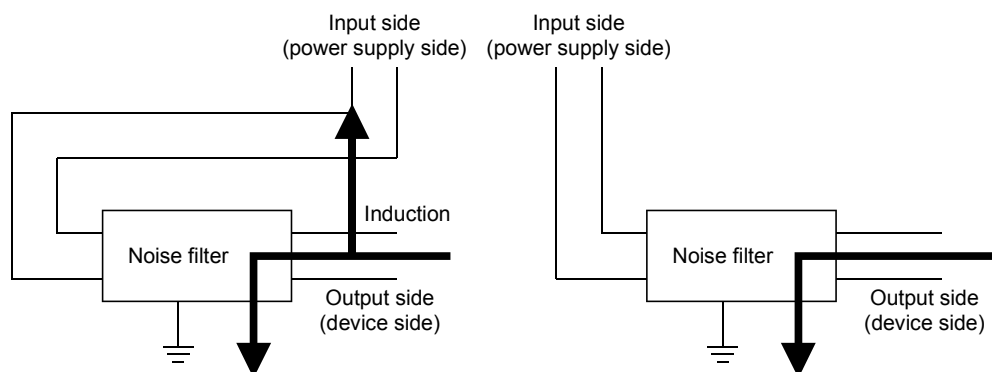 Input side
(power supply side)
Input side
(power supply side)
Induction
Noise filter
Output side
(device side)
Noise filter
Output side
(device side)